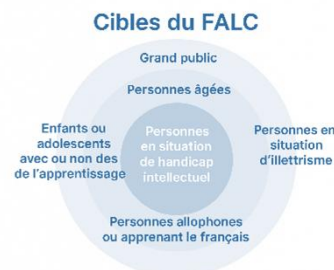 Cibles du FALC
Grand public
Personnes âgées
Enfants ou
adolescents
avec ou non des
de l'apprentissage
Personnes
en situation
de handicap
intellectuel
Personnes en
situation
d'illettrisme
Personnes allophones
ou apprenant le français